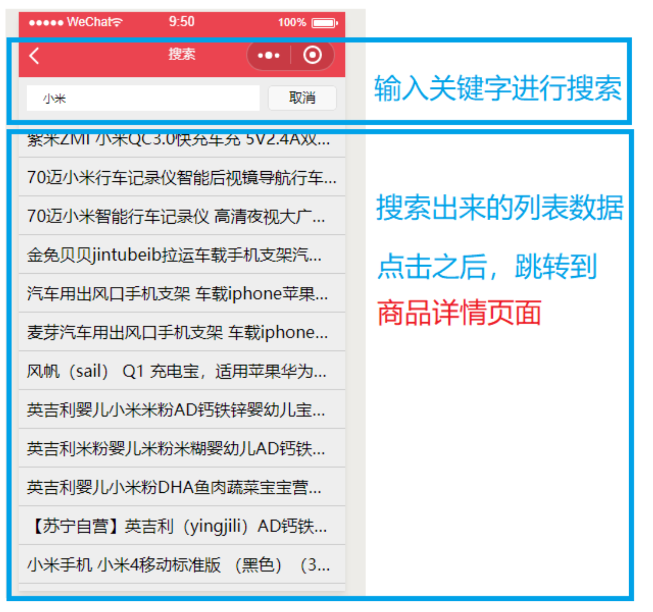 WeChat
9:50
100%
搜索
小米
取消
输入关键字进行搜索
紫米ZMI 小米QC3.0快充车充 5V2.4A双...
70迈小米行车记录仪智能后视镜导航行车...
70迈小米智能行车记录仪 高清夜视大广...
金免贝贝jintubeib拉运车载手机支架汽...
汽车用出风口手机支架 车载iphone苹果...
麦芽汽车用出风口手机支架 车载iphone...
风帆（sail） Q1 充电宝，适用苹果华为...
英吉利婴儿小米米粉AD钙铁锌婴幼儿宝...
英吉利米粉婴儿米粉米糊婴幼儿AD钙铁...
英吉利婴儿小米粉DHA鱼肉蔬菜宝宝营...
【苏宁自营】英吉利（yingjili）AD钙铁...
小米手机 小米4移动标准版 （黑色）（3...
搜索出来的列表数据
点击之后，跳转到
商品详情页面